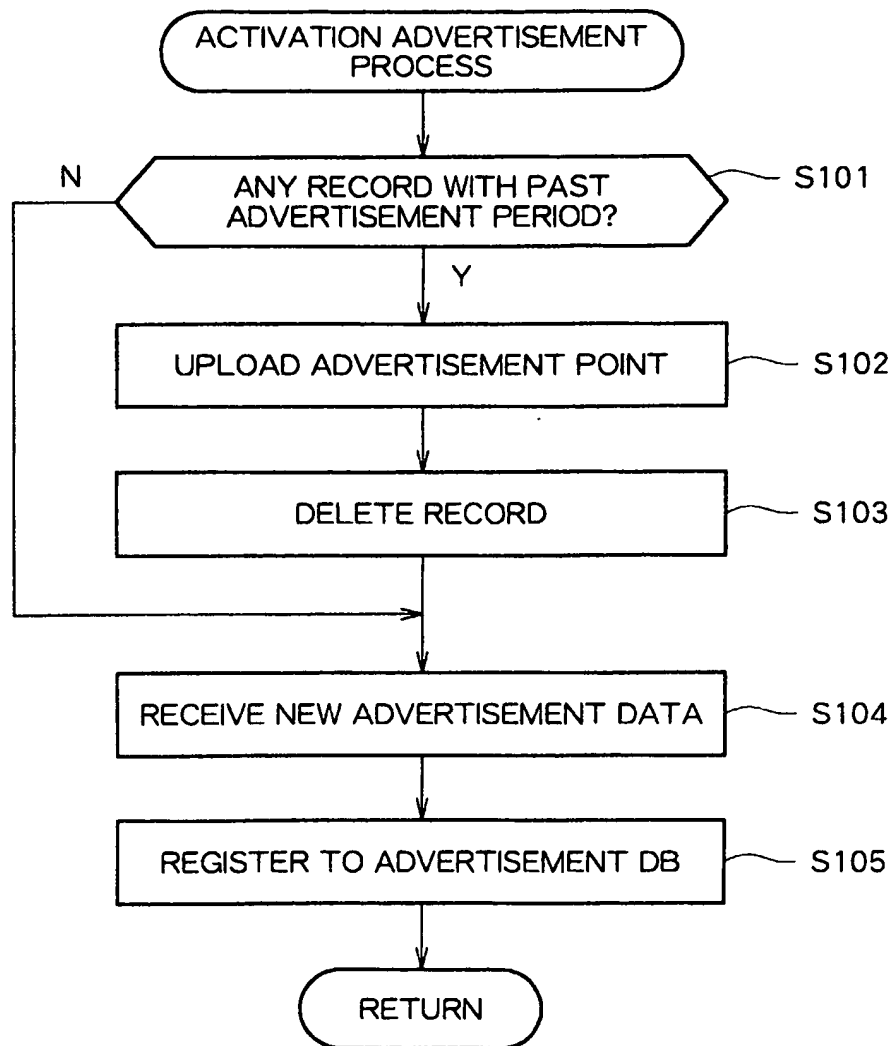 ACTIVATION ADVERTISEMENT
PROCESS
N
ANY RECORD WITH PAST
ADVERTISEMENT PERIOD?
S101
Y
UPLOAD ADVERTISEMENT POINT
S102
DELETE RECORD
S103
RECEIVE NEW ADVERTISEMENT DATA
S104
REGISTER TO ADVERTISEMENT DB
S105
RETURN